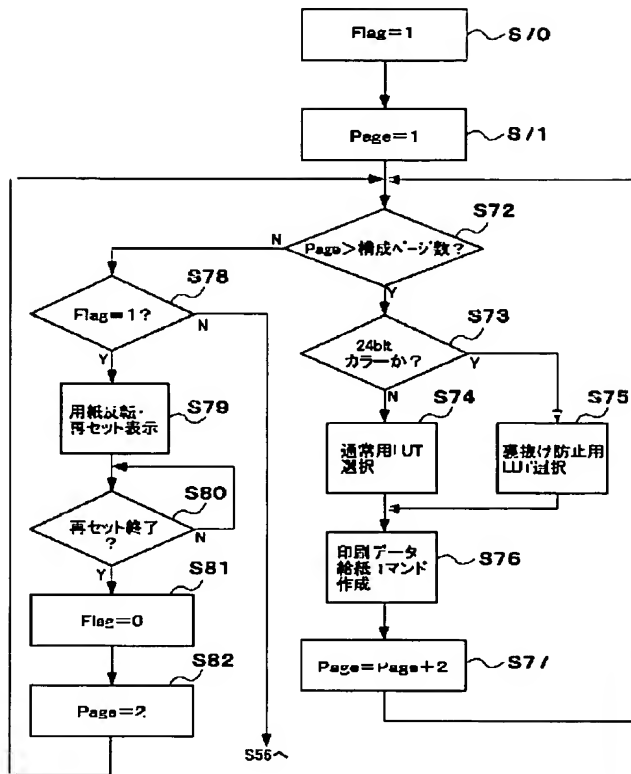 Flag=1
S70
Page=1
S71
S72
N
Page>構成ページ数?
Y
S78
Flag=1?
N
Y
S73
24bit
カラーか?
Y
N
S79
用紙反転・
再セット表示
S74
通常用LUT
選択
S75
裏抜け防止用
LUT選択
S80
再セット終了
?
N
Y
S76
印刷データ
給紙コマンド
作成
S81
Flag=0
S77
Page=Page+2
S82
Page=2
S56へ